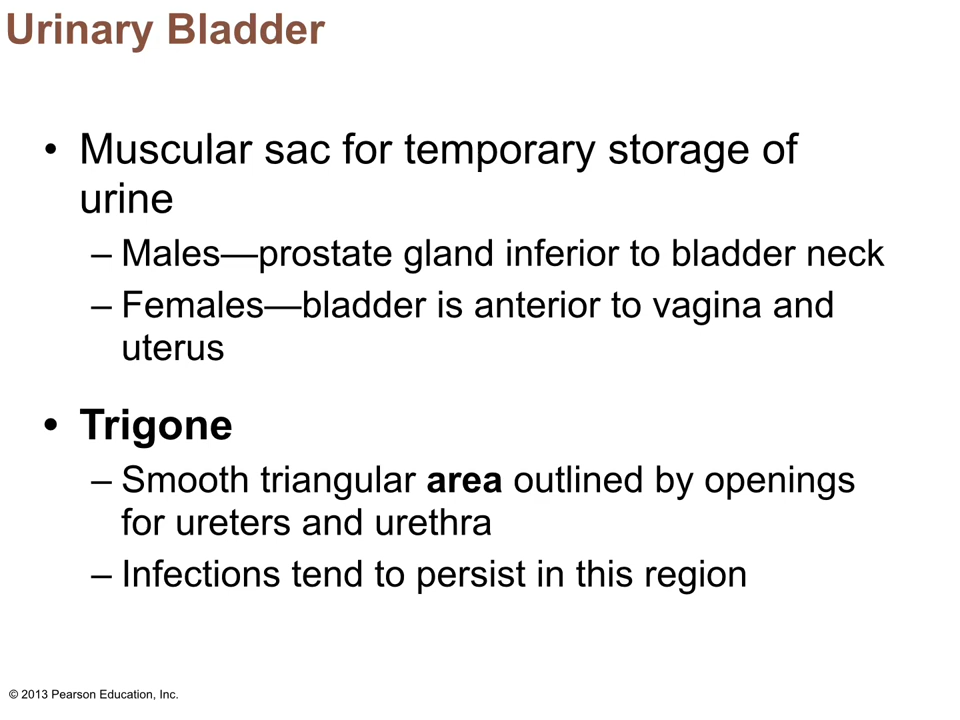 Urinary Bladder
• Muscular sac for temporary storage of
urine
– Males—prostate gland inferior to bladder neck
– Females—bladder is anterior to vagina and
uterus
• Trigone
– Smooth triangular area outlined by openings
for ureters and urethra
– Infections tend to persist in this region
© 2013 Pearson Education, Inc.